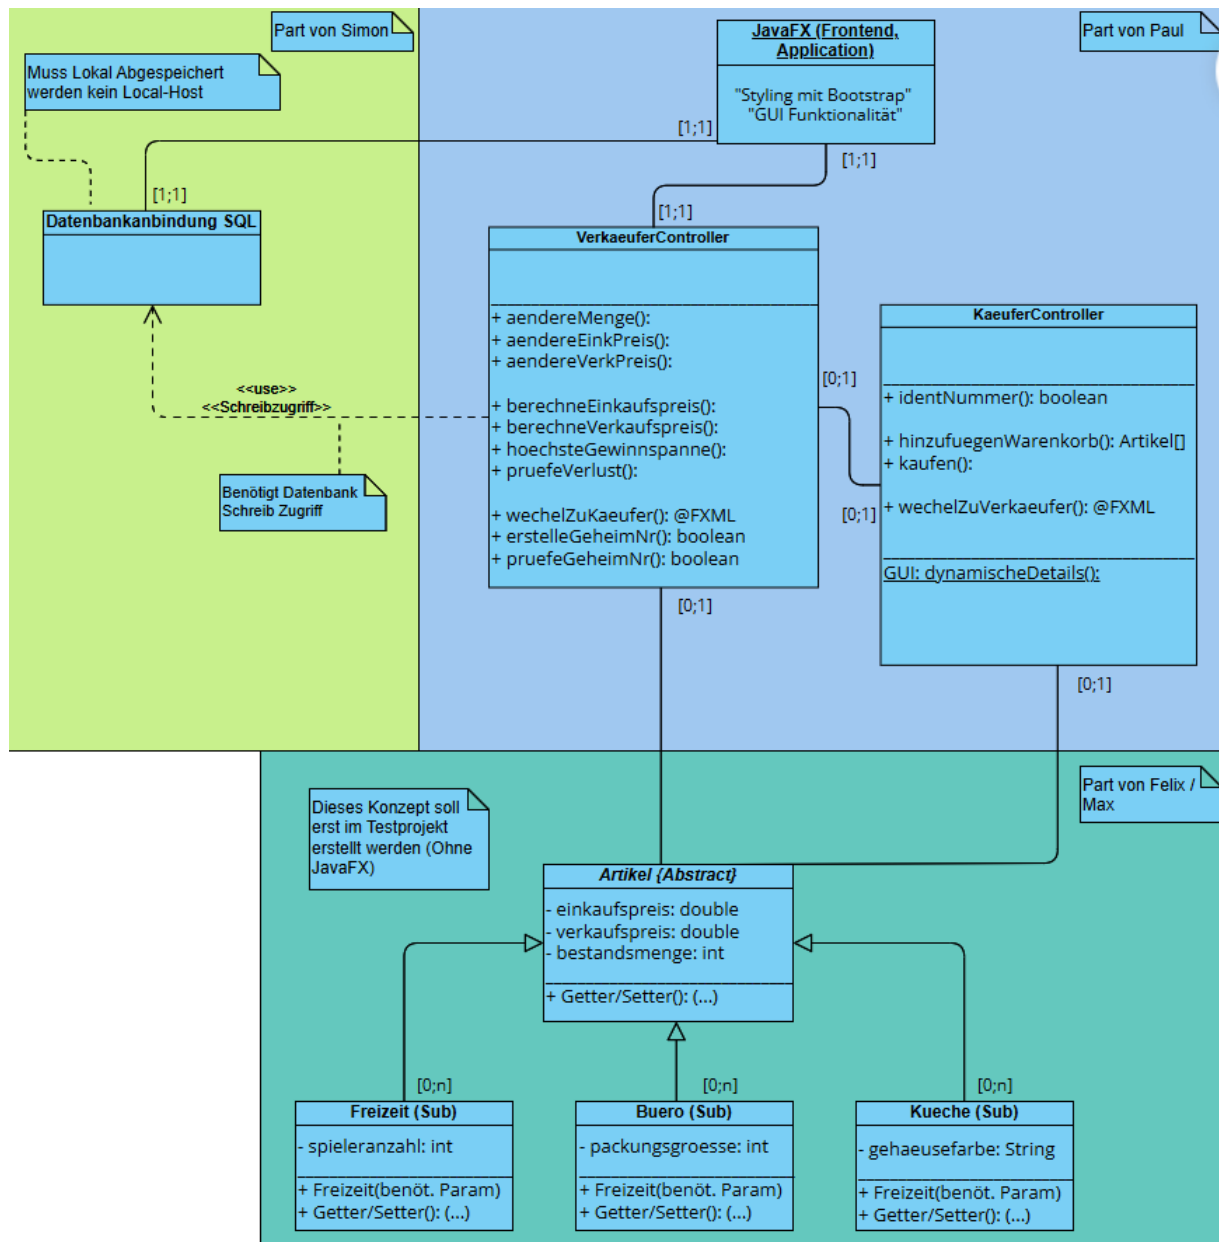 Part von Simon
JavaFX (Frontend,
Application)
"Styling mit Bootstrap"
"GUI Funktionalität"
Part von Paul
Muss Lokal Abgespeichert
werden kein Local-Host
[1;1]
[1;1]
[1;1]
[1;1]
Datenbankanbindung SQL
VerkaeuferController
+ aendereMenge():
+ aendereEinkPreis():
+ aendereVerkPreis():
+ berechneEinkaufspreis():
+ berechneVerkaufspreis():
+ hoechsteGewinnspanne():
+ pruefeVerlust():
+ wechelZuKaeufer(): @FXML
+ erstelleGeheimNr(): boolean
+ pruefeGeheimNr(): boolean
KaeuferController
+ identNummer(): boolean
+ hinzufuegenWarenkorb(): Artikel[]
+ kaufen():
+ wechelZuVerkaeufer(): @FXML
GUI: dynamischeDetails():
[0;1]
[0;1]
<<use>>
<<Schreibzugriff>>
Benötigt Datenbank
Schreib Zugriff
[0;1]
[0;1]
Dieses Konzept soll
erst im Testprojekt
erstellt werden (Ohne
JavaFX)
Part von Felix /
Max
Artikel {Abstract}
- einkaufspreis: double
- verkaufspreis: double
- bestandsmenge: int
+ Getter/Setter(): (...)
[0;n]
[0;n]
[0;n]
Freizeit (Sub)
- spieleranzahl: int
+ Freizeit(benöt. Param)
+ Getter/Setter(): (...)
Buero (Sub)
- packungsgroesse: int
+ Freizeit(benöt. Param)
+ Getter/Setter(): (...)
Kueche (Sub)
- gehaeusefarbe: String
+ Freizeit(benöt. Param)
+ Getter/Setter(): (...)